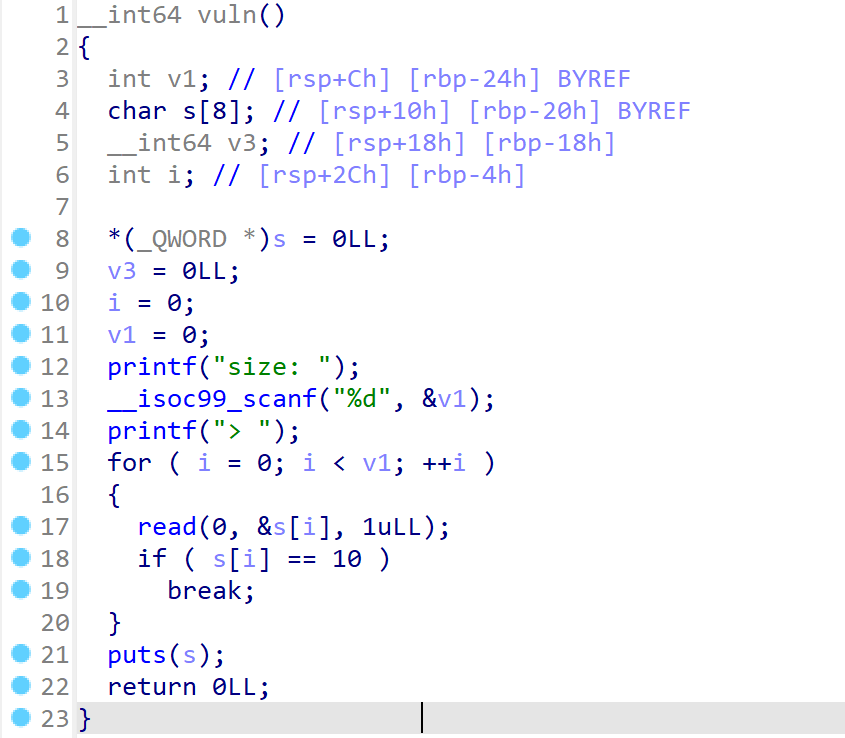 1 __int64 vuln()
2 {
3   int v1; // [rsp+Ch] [rbp-24h] BYREF
4   char s[8]; // [rsp+10h] [rbp-20h] BYREF
5   __int64 v3; // [rsp+18h] [rbp-18h]
6   int i; // [rsp+2Ch] [rbp-4h]
7
8   *(_QWORD *)s = 0LL;
9   v3 = 0LL;
10   i = 0;
11   v1 = 0;
12   printf("size: ");
13   __isoc99_scanf("%d", &v1);
14   printf("> ");
15   for ( i = 0; i < v1; ++i )
16   {
17     read(0, &s[i], 1uLL);
18     if ( s[i] == 10 )
19       break;
20   }
21   puts(s);
22   return 0LL;
23 }